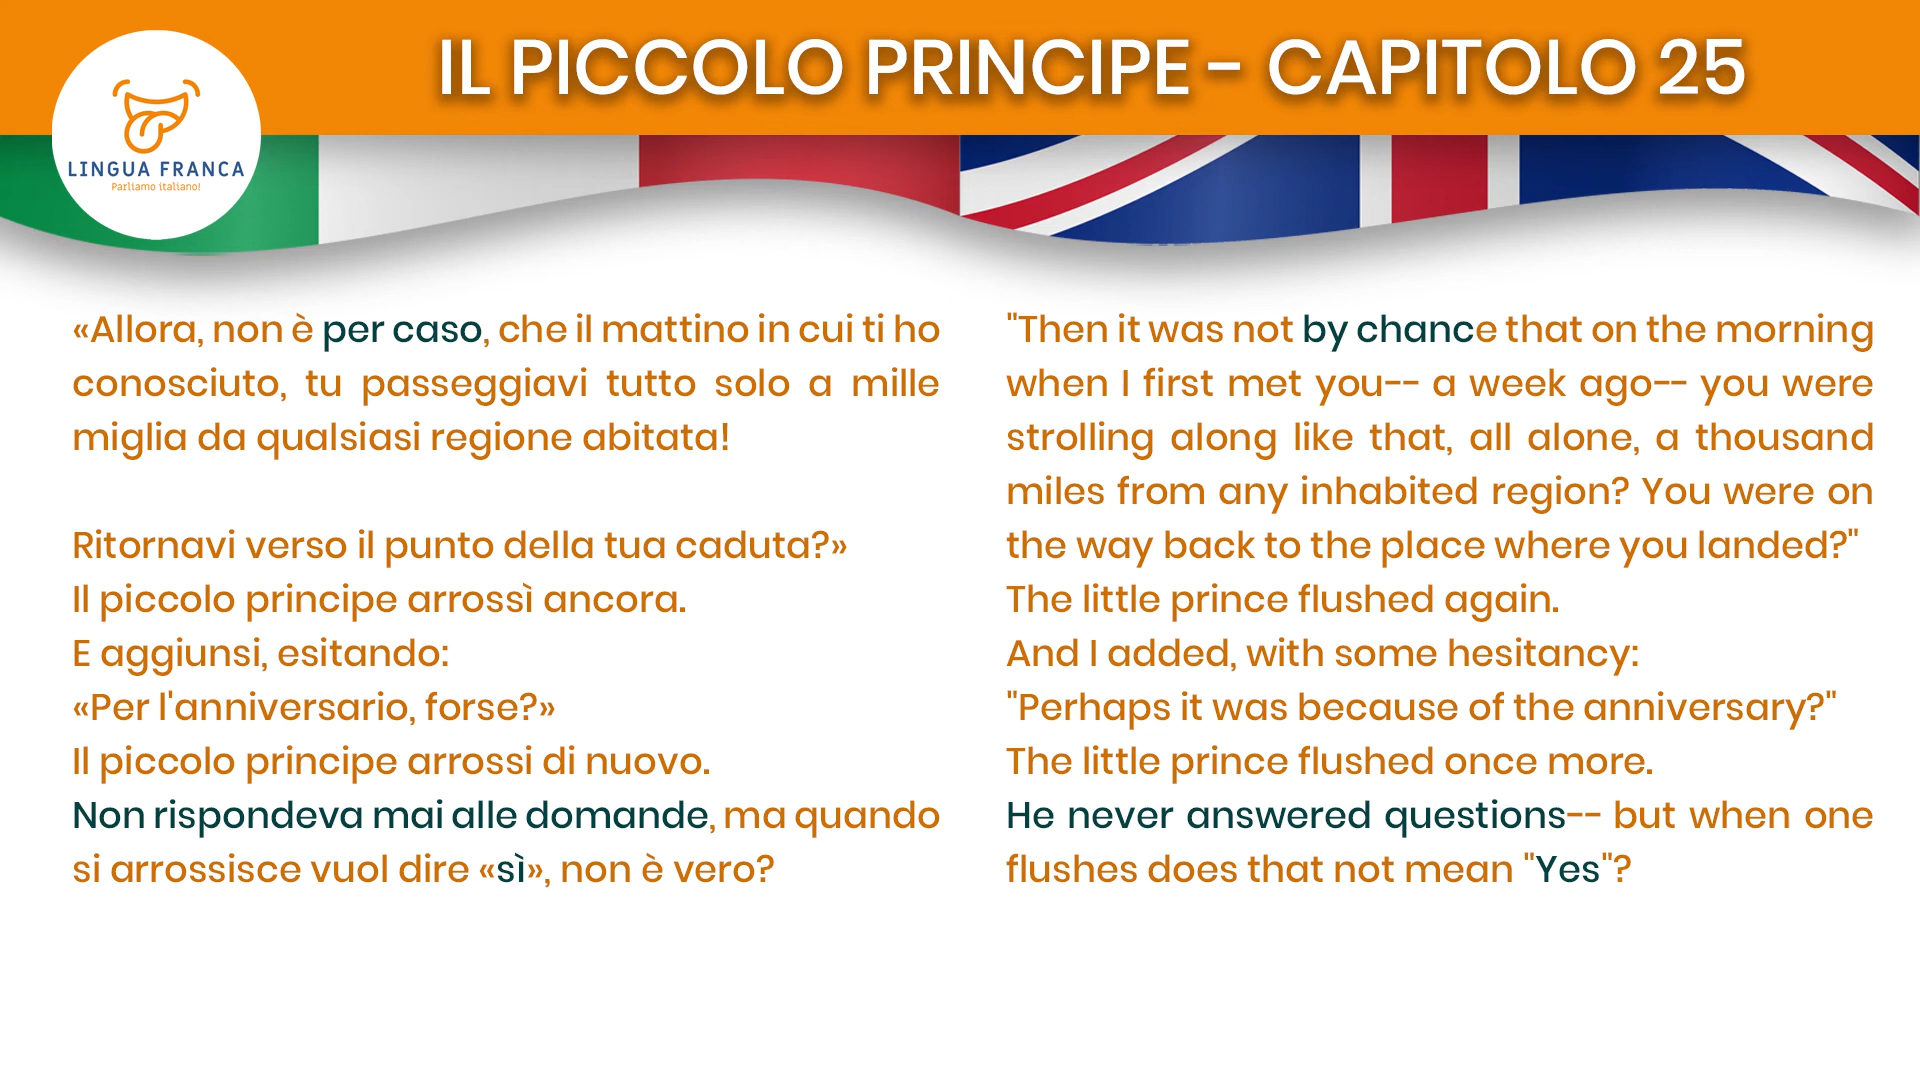 IL PICCOLO PRINCIPE - CAPITOLO 25
LINGUA FRANCA
Parliamo italiano!
«Allora, non è per caso, che il mattino in cui ti ho
conosciuto, tu passeggiavi tutto solo a mille
miglia da qualsiasi regione abitata!
Ritornavi verso il punto della tua caduta?»
Il piccolo principe arrossì ancora.
E aggiunsi, esitando:
«Per l'anniversario, forse?»
Il piccolo principe arrossi di nuovo.
Non rispondeva mai alle domande, ma quando
si arrossisce vuol dire «sì», non è vero?
"Then it was not by chance that on the morning
when I first met you-- a week ago-- you were
strolling along like that, all alone, a thousand
miles from any inhabited region? You were on
the way back to the place where you landed?"
The little prince flushed again.
And I added, with some hesitancy:
"Perhaps it was because of the anniversary?"
The little prince flushed once more.
He never answered questions-- but when one
flushes does that not mean "Yes"?